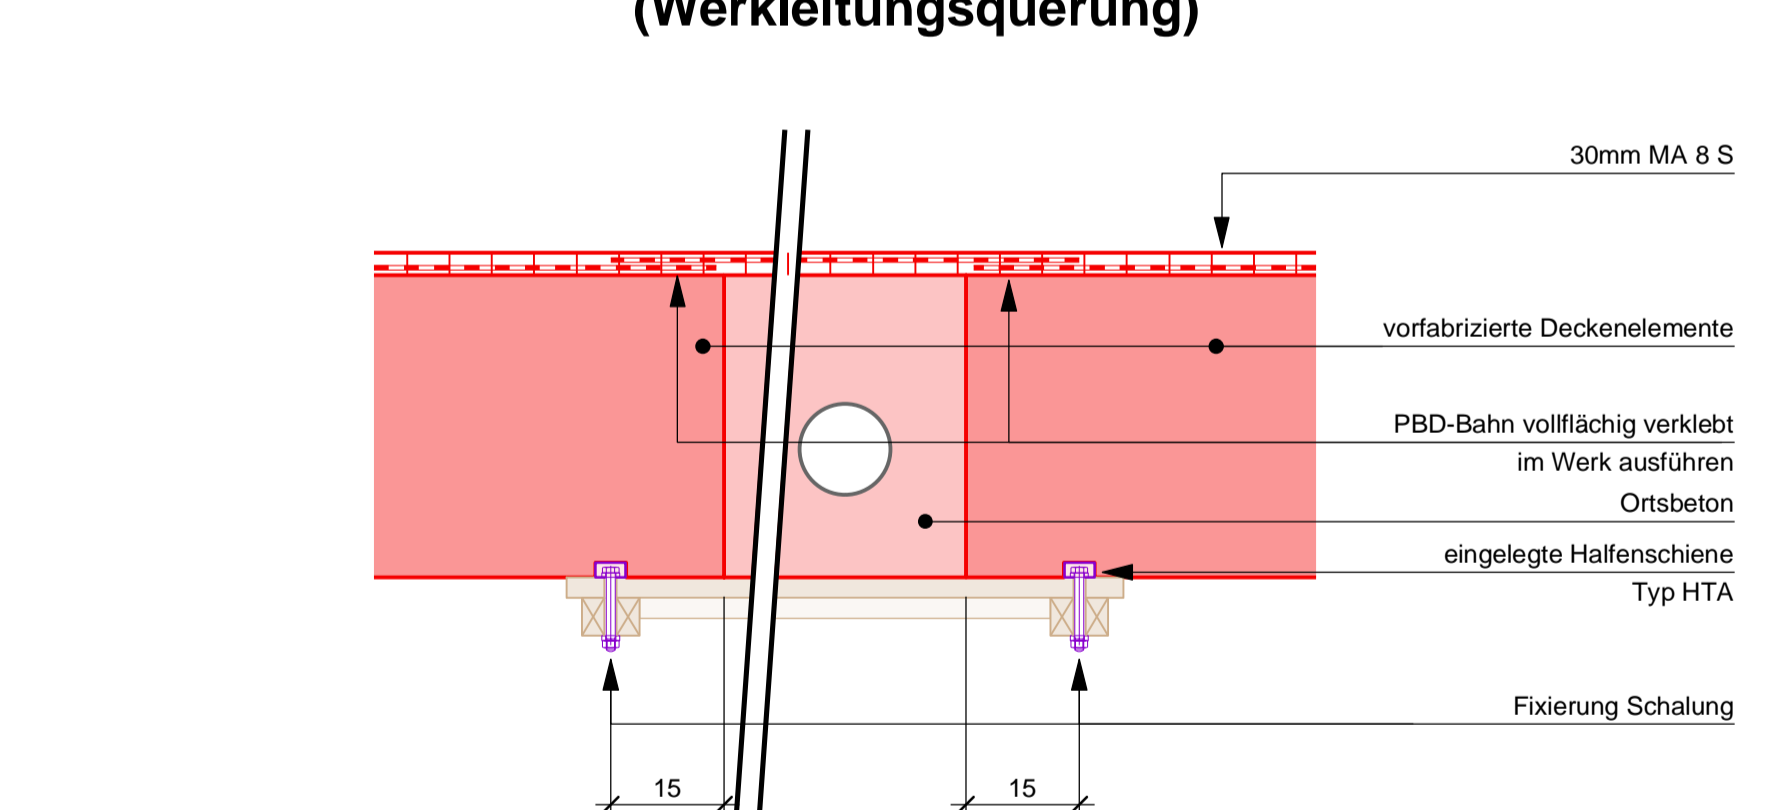 (Werkleitungsquerung)
30mm MA 8 S
vorfabrizierte Deckenelemente
PBD-Bahn vollflächig verklebt
im Werk ausführen
Ortsbeton
eingelegte Halfenschiene
Typ HTA
Fixierung Schalung
15 15